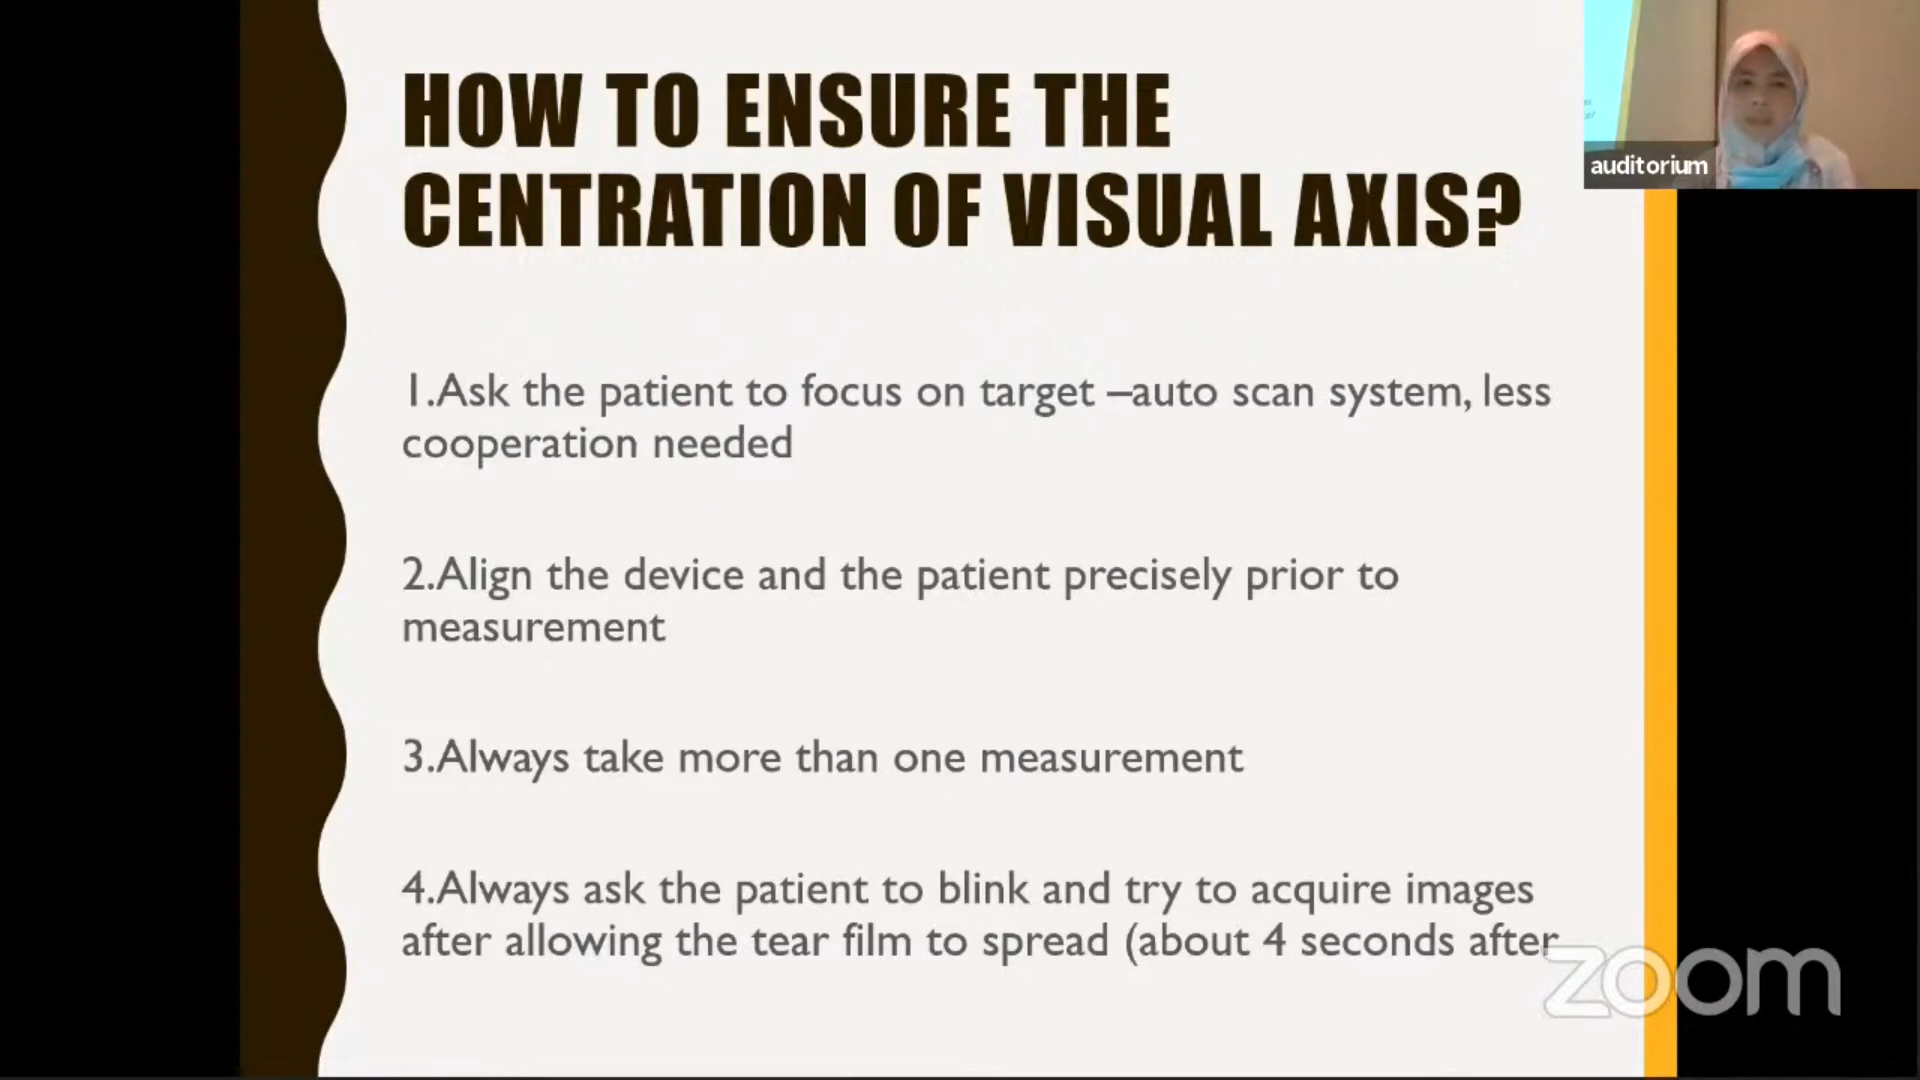 HOW TO ENSURE THE
CENTRATION OF VISUAL AXIS?
auditorium
1.Ask the patient to focus on target –auto scan system, less
cooperation needed
2.Align the device and the patient precisely prior to
measurement
3.Always take more than one measurement
4.Always ask the patient to blink and try to acquire images
after allowing the tear film to spread (about 4 seconds after
zoom